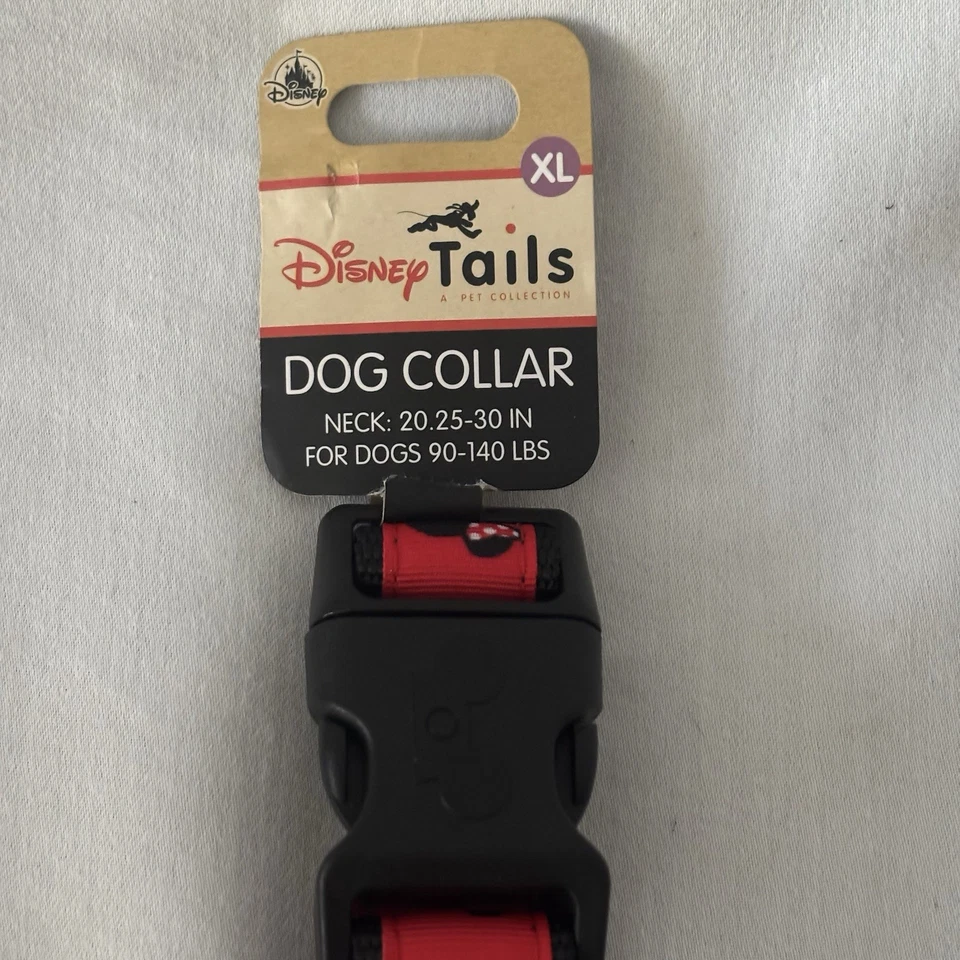 Disney
XL
Disney Tails
A PET COLLECTION
DOG COLLAR
NECK: 20.25-30 IN
FOR DOGS 90-140 LBS